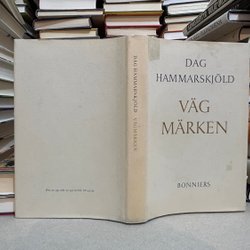 DAG
HAMMARSKJÖLD
VÄG
MÄRKEN
BONNIERS
DAG HAMMARSKJÖLD VÄGMÄRKEN